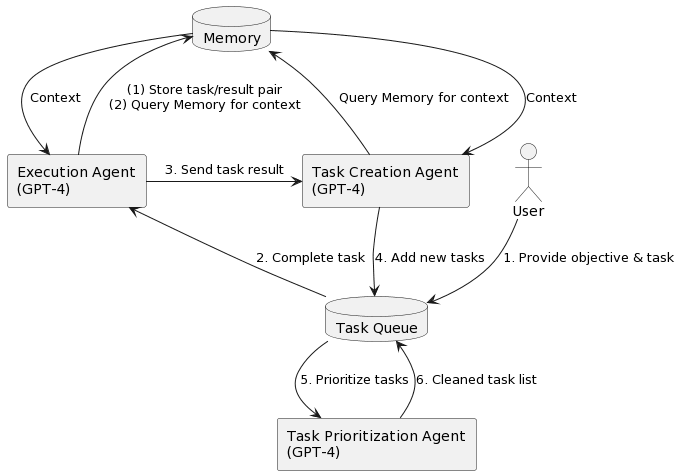 Memory
(1) Store task/result pair
(2) Query Memory for context
Context
Query Memory for context
Context
Execution Agent
(GPT-4)
3. Send task result
Task Creation Agent
(GPT-4)
User
2. Complete task
4. Add new tasks
1. Provide objective & task
Task Queue
5. Prioritize tasks
6. Cleaned task list
Task Prioritization Agent
(GPT-4)